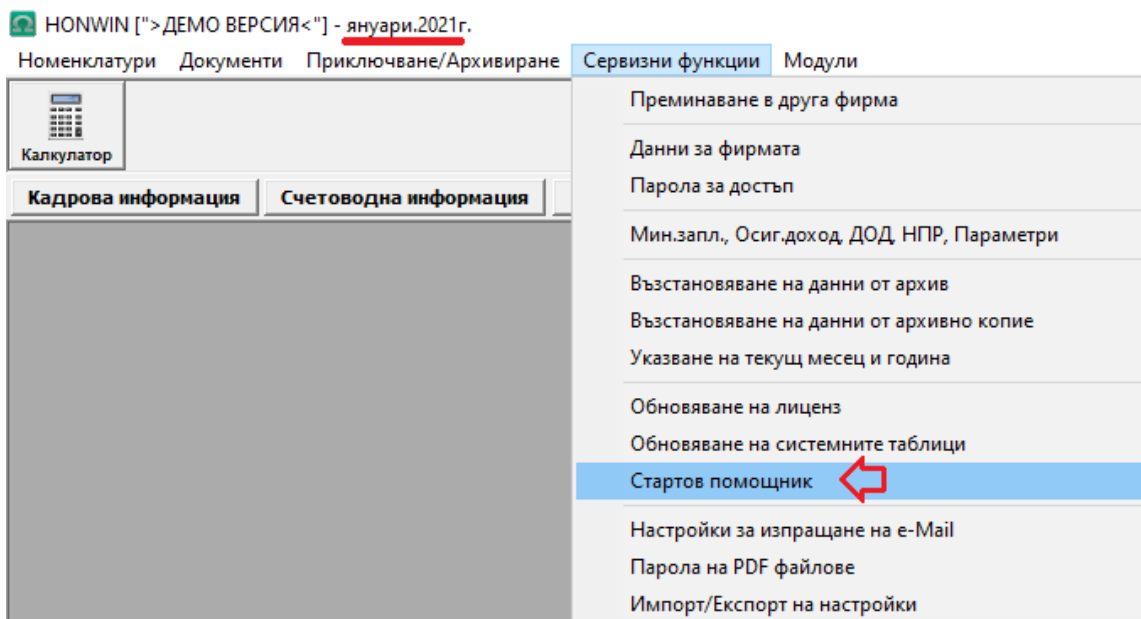 HONWIN [">ДЕМО ВЕРСИЯ<"] - януари.2021г.
Номенклатури Документи Приключване/Архивиране Сервизни функции Модули
Калкулатор
Кадрова информация Счетоводна информация
Преминаване в друга фирма
Данни за фирмата
Парола за достъп
Мин.запл., Осиг.доход, ДОД, НПР, Параметри
Възстановяване на данни от архив
Възстановяване на данни от архивно копие
Указване на текущ месец и година
Обновяване на лиценз
Обновяване на системните таблици
Стартов помощник
Настройки за изпращане на e-Mail
Парола на PDF файлове
Импорт/Експорт на настройки